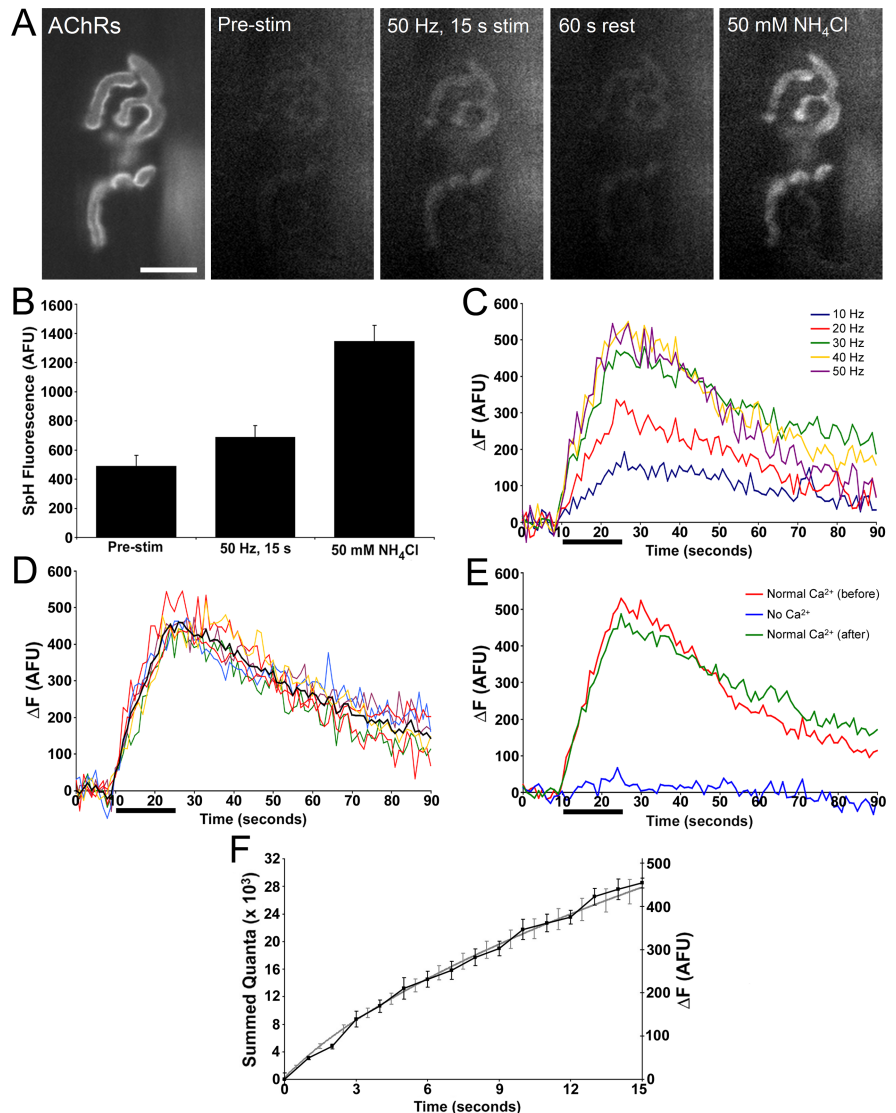 A
AChRs
Pre-stim
50 Hz, 15 s stim
60 s rest
50 mM NH₄Cl
B
SpH Fluorescence (AFU)
1600
1400
1200
1000
800
600
400
200
0
Pre-stim
50 Hz, 15 s
50 mM NH₄Cl
C
ΔF (AFU)
600
500
400
300
200
100
0
0 10 20 30 40 50 60 70 80 90
Time (seconds)
10 Hz
20 Hz
30 Hz
40 Hz
50 Hz
D
ΔF (AFU)
600
500
400
300
200
100
0
0 10 20 30 40 50 60 70 80 90
Time (seconds)
E
ΔF (AFU)
600
500
400
300
200
100
0
0 10 20 30 40 50 60 70 80 90
Time (seconds)
Normal Ca²⁺ (before)
No Ca²⁺
Normal Ca²⁺ (after)
F
Summed Quanta (x 10³)
32
28
24
20
16
12
8
4
0
0 3 6 9 12 15
Time (seconds)
500
400
300
200
100
0
ΔF (AFU)